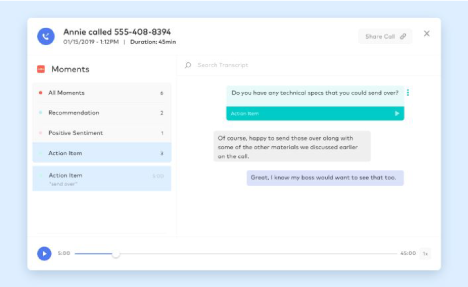 Annie called 555-408-8394
01/15/2019 - 1:12PM | Duration: 45min
Share Call
Moments
Search Transcript
All Moments 6
Recommendation 2
Positive Sentiment 1
Action Item 3
Action Item 5:00
"send over"
Do you have any technical specs that you could send over?
Action Item
Of course, happy to send those over along with
some of the other materials we discussed earlier
on the call.
Great, I know my boss would want to see that too.
5:00
45:00 1x